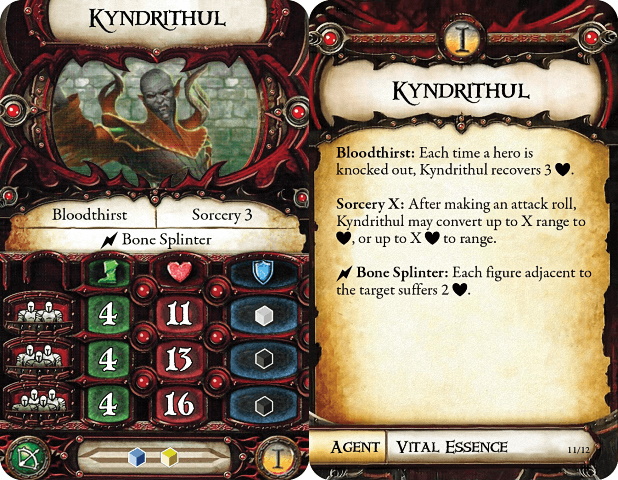 KYNDRITHUL
Bloodthirst
Sorcery 3
Bone Splinter
4 11
4 13
4 16
I
I
KYNDRITHUL
Bloodthirst: Each time a hero is
knocked out, Kyndrithul recovers 3 ♥.
Sorcery X: After making an attack roll,
Kyndrithul may convert up to X range to
♥, or up to X ♥ to range.
Bone Splinter: Each figure adjacent to
the target suffers 2 ♥.
AGENT VITAL ESSENCE 11/12